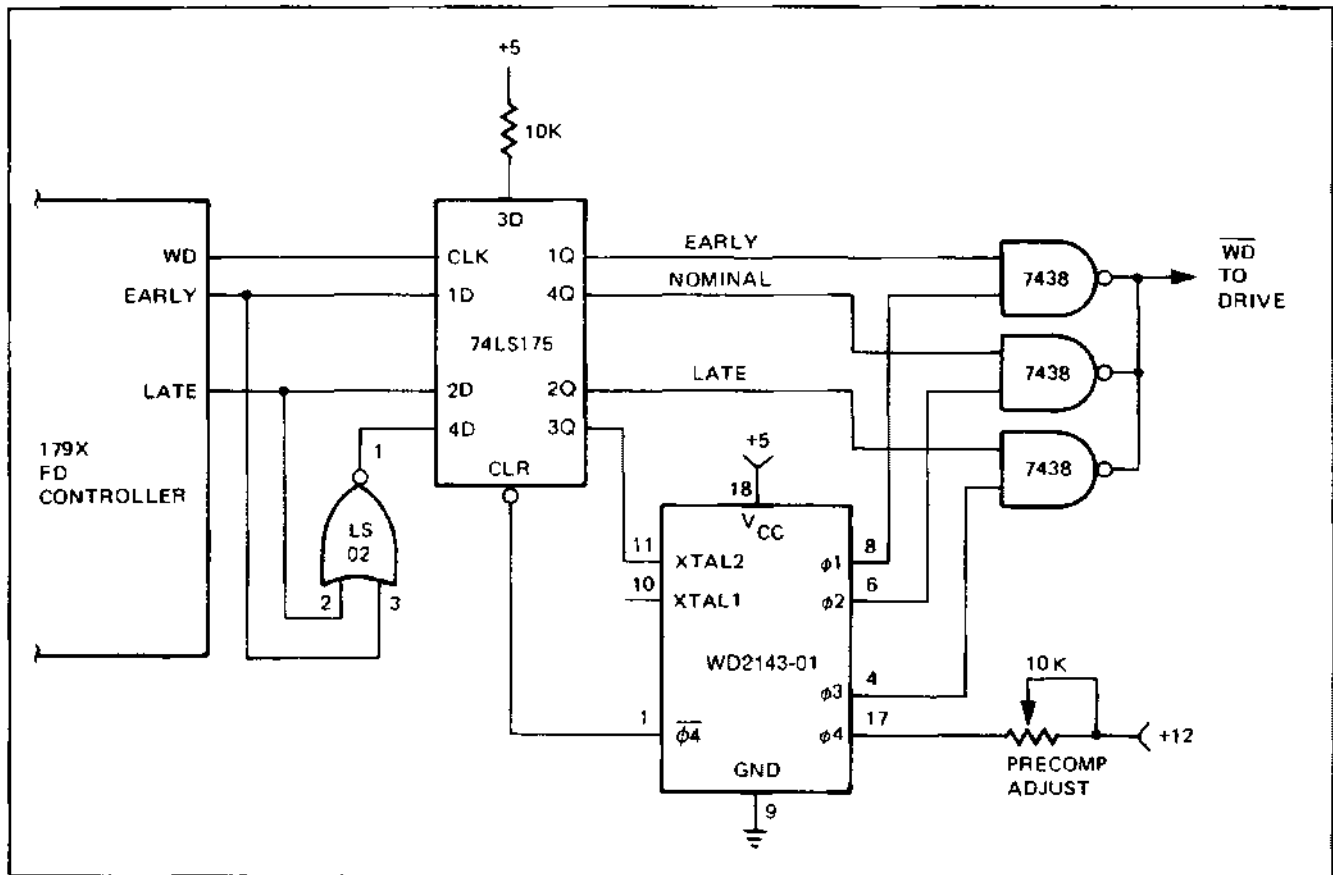 +5
10K
3D
WD
CLK
1Q
EARLY
WD
TO
DRIVE
7438
EARLY
1D
4Q
NOMINAL
74LS175
7438
LATE
2D
2Q
LATE
4D
3Q
7438
1
CLR
179X
FD
CONTROLLER
LS
02
2
3
+5
18
VCC
11
XTAL2
ϕ1
8
10
XTAL1
ϕ2
6
WD2143-01
ϕ3
4
10K
1
ϕ4
ϕ4
17
+12
PRECOMP
ADJUST
GND
9